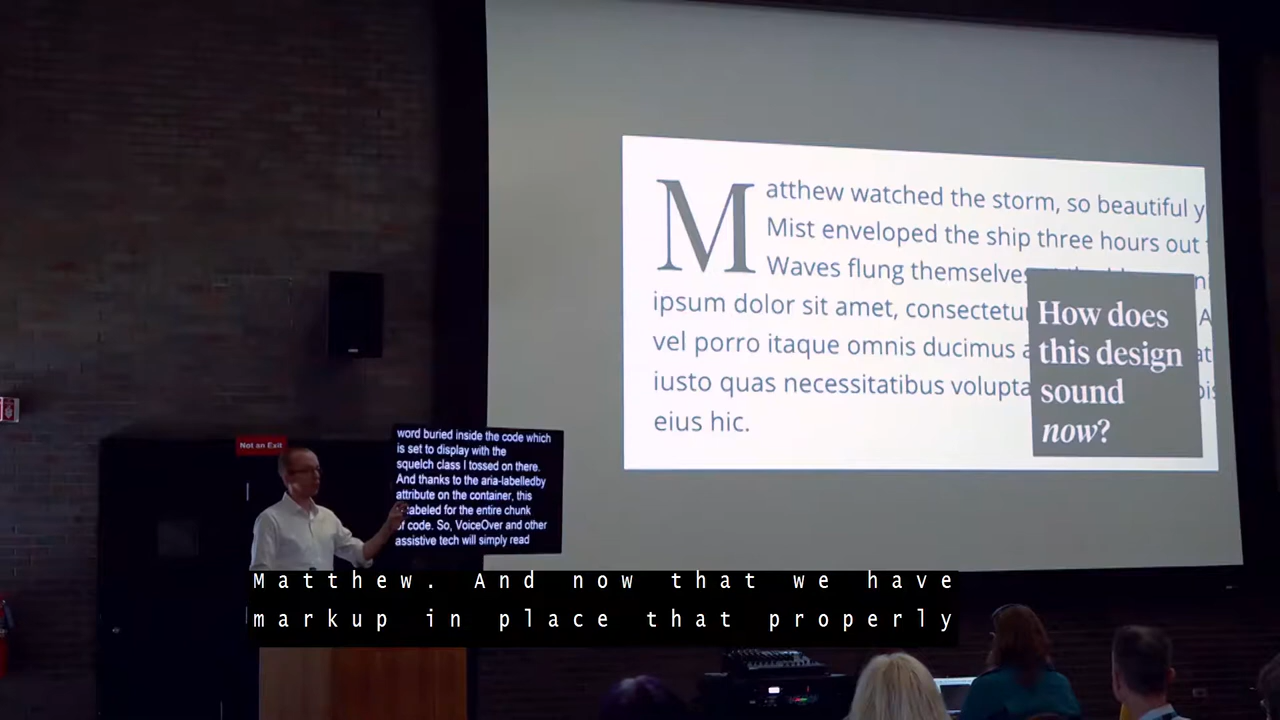 atthew watched the storm, so beautiful y
M
Mist enveloped the ship three hours out
Waves flung themselves
ipsum dolor sit amet, consectetu
vel porro itaque omnis ducimus a
iusto quas necessitatibus volupta
eius hic.
How does
this design
sound
now?
Not an Exit
word buried inside the code which
is set to display with the
squelch class I tossed on there.
And thanks to the aria-labelledby
attribute on the container, this
labeled for the entire chunk
of code. So, VoiceOver and other
assistive tech will simply read
Matthew. And now that we have
markup in place that properly